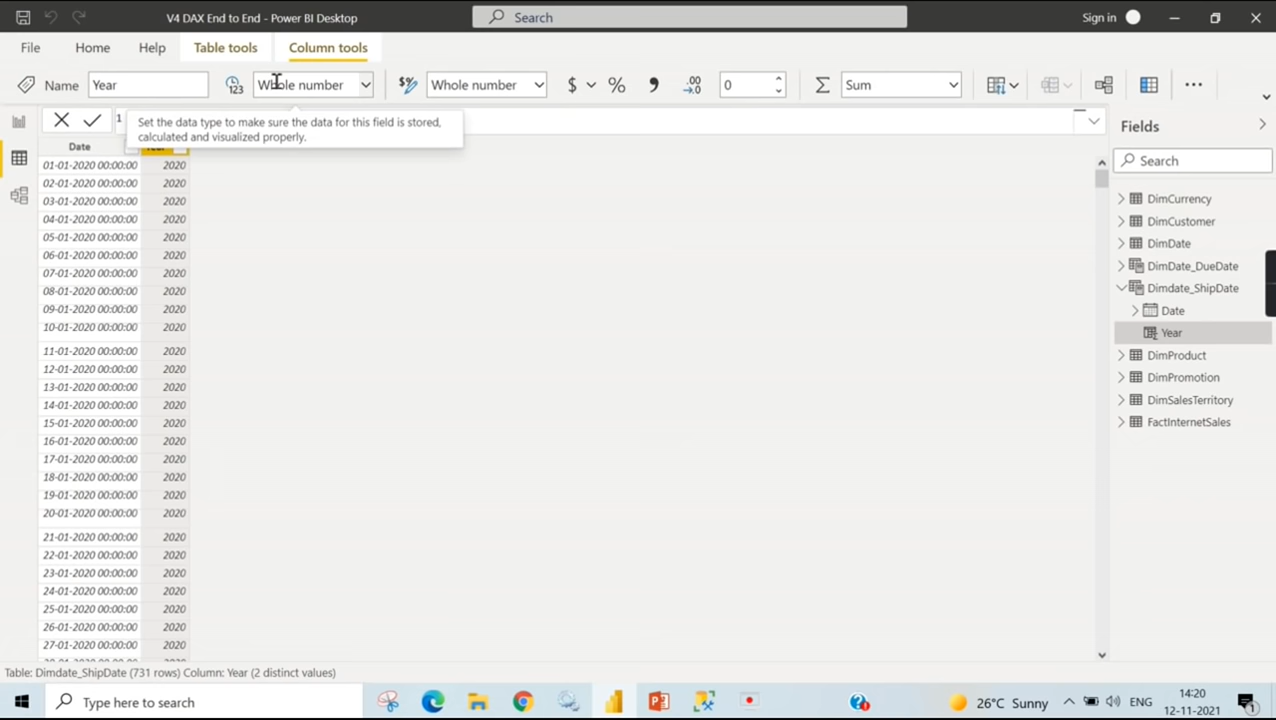 V4 DAX End to End - Power BI Desktop
Search
Sign in
File
Home
Help
Table tools
Column tools
Name
Year
Whole number
Whole number
$
%
0
Sum
1
Set the data type to make sure the data for this field is stored,
calculated and visualized properly.
Date
Year
01-01-2020 00:00:00 2020
02-01-2020 00:00:00 2020
03-01-2020 00:00:00 2020
04-01-2020 00:00:00 2020
05-01-2020 00:00:00 2020
06-01-2020 00:00:00 2020
07-01-2020 00:00:00 2020
08-01-2020 00:00:00 2020
09-01-2020 00:00:00 2020
10-01-2020 00:00:00 2020
11-01-2020 00:00:00 2020
12-01-2020 00:00:00 2020
13-01-2020 00:00:00 2020
14-01-2020 00:00:00 2020
15-01-2020 00:00:00 2020
16-01-2020 00:00:00 2020
17-01-2020 00:00:00 2020
18-01-2020 00:00:00 2020
19-01-2020 00:00:00 2020
20-01-2020 00:00:00 2020
21-01-2020 00:00:00 2020
22-01-2020 00:00:00 2020
23-01-2020 00:00:00 2020
24-01-2020 00:00:00 2020
25-01-2020 00:00:00 2020
26-01-2020 00:00:00 2020
27-01-2020 00:00:00 2020
Fields
Search
DimCurrency
DimCustomer
DimDate
DimDate_DueDate
Dimdate_ShipDate
Date
Year
DimProduct
DimPromotion
DimSalesTerritory
FactInternetSales
Table: Dimdate_ShipDate (731 rows) Column: Year (2 distinct values)
Type here to search
26°C Sunny
ENG
14:20
12-11-2021